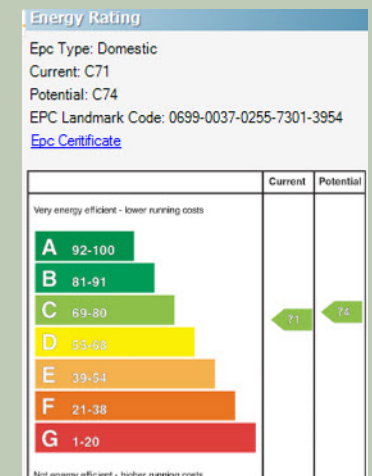 Energy Rating
Epc Type: Domestic
Current: C71
Potential: C74
EPC Landmark Code: 0699-0037-0255-7301-3954
Epc Certificate
Current Potential
Very energy efficient - lower running costs
A 92-100
B 81-91
C 69-80
D 55-68
E 39-54
F 21-38
G 1-20
71
74
Not energy efficient - higher running costs